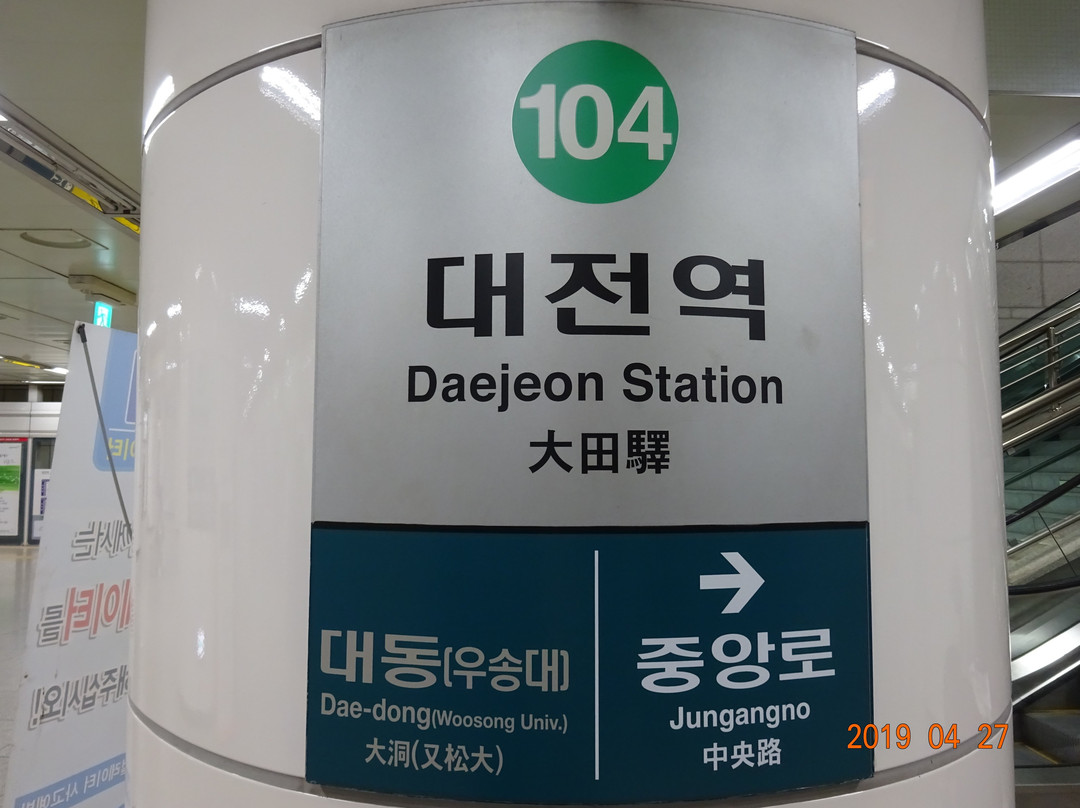 104
대전역
Daejeon Station
大田驛
대동(우송대)
Dae-dong(Woosong Univ.)
大洞(又松大)
→
중앙로
Jungangno
中央路
2019 04 27